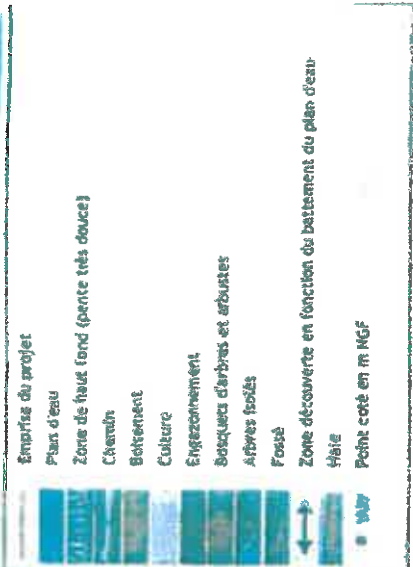 Emprise du projet
Plan d'eau
Zone de haut fond (pente très douce)
Chemin
Boisement
Culture
Engazonnement
Bosquets d'arbres et arbustes
Arbres isolés
Fossé
Zone découverte en fonction du battement du plan d'eau
Haie
Point coté en m NGF